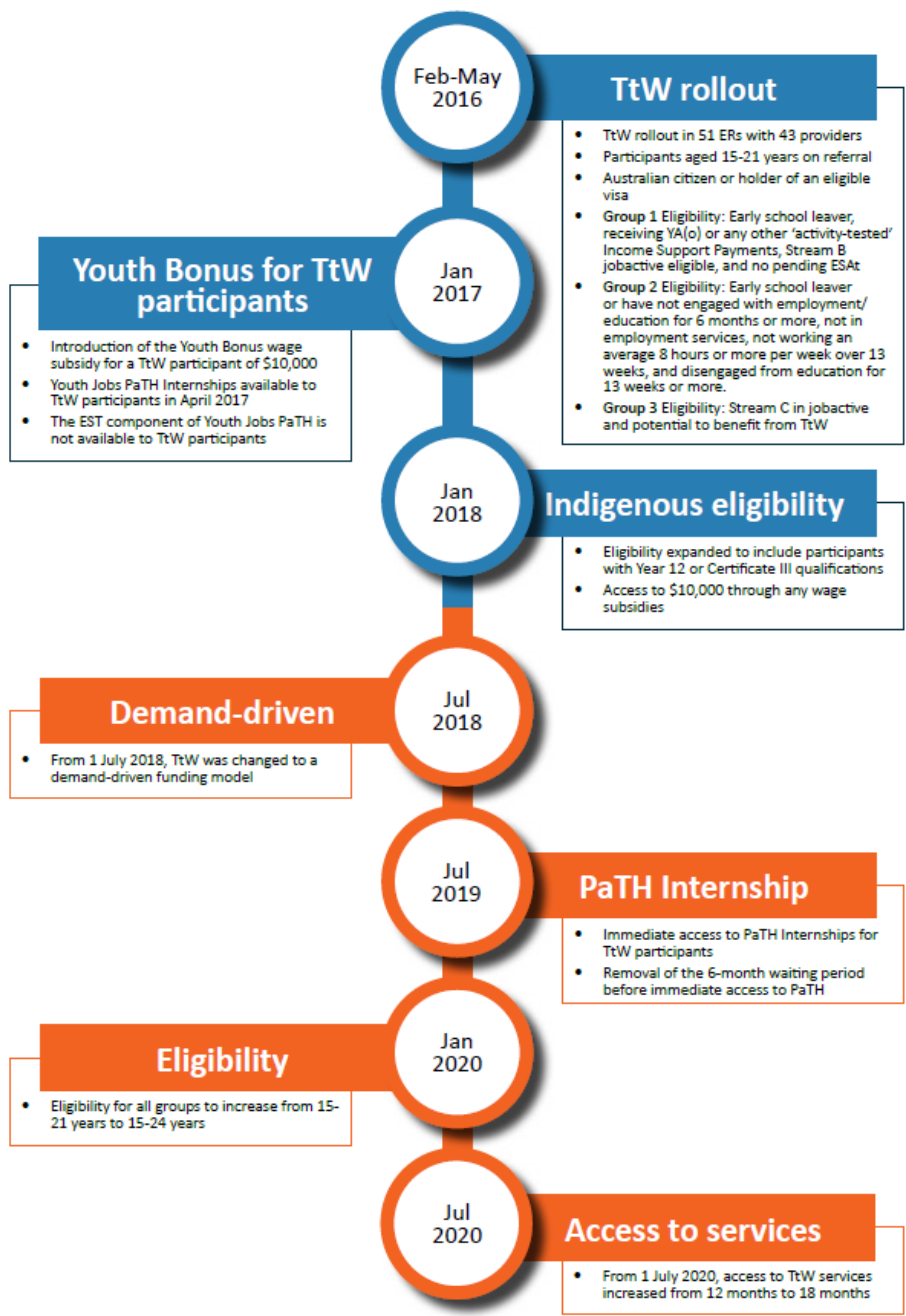 Feb-May
2016
TtW rollout
• TtW rollout in 51 ERs with 43 providers
• Participants aged 15-21 years on referral
• Australian citizen or holder of an eligible
visa
• Group 1 Eligibility: Early school leaver,
receiving YA(o) or any other ‘activity-tested’
Income Support Payments, Stream B
jobactive eligible, and no pending ESAt
• Group 2 Eligibility: Early school leaver
or have not engaged with employment/
education for 6 months or more, not in
employment services, not working an
average 8 hours or more per week over 13
weeks, and disengaged from education for
13 weeks or more.
• Group 3 Eligibility: Stream C in jobactive
and potential to benefit from TtW
Jan
2017
Youth Bonus for TtW
participants
• Introduction of the Youth Bonus wage
subsidy for a TtW participant of $10,000
• Youth Jobs PaTH Internships available to
TtW participants in April 2017
• The EST component of Youth Jobs PaTH is
not available to TtW participants
Jan
2018
Indigenous eligibility
• Eligibility expanded to include participants
with Year 12 or Certificate III qualifications
• Access to $10,000 through any wage
subsidies
Jul
2018
Demand-driven
• From 1 July 2018, TtW was changed to a
demand-driven funding model
Jul
2019
PaTH Internship
• Immediate access to PaTH Internships for
TtW participants
• Removal of the 6-month waiting period
before immediate access to PaTH
Jan
2020
Eligibility
• Eligibility for all groups to increase from 15-
21 years to 15-24 years
Jul
2020
Access to services
• From 1 July 2020, access to TtW services
increased from 12 months to 18 months